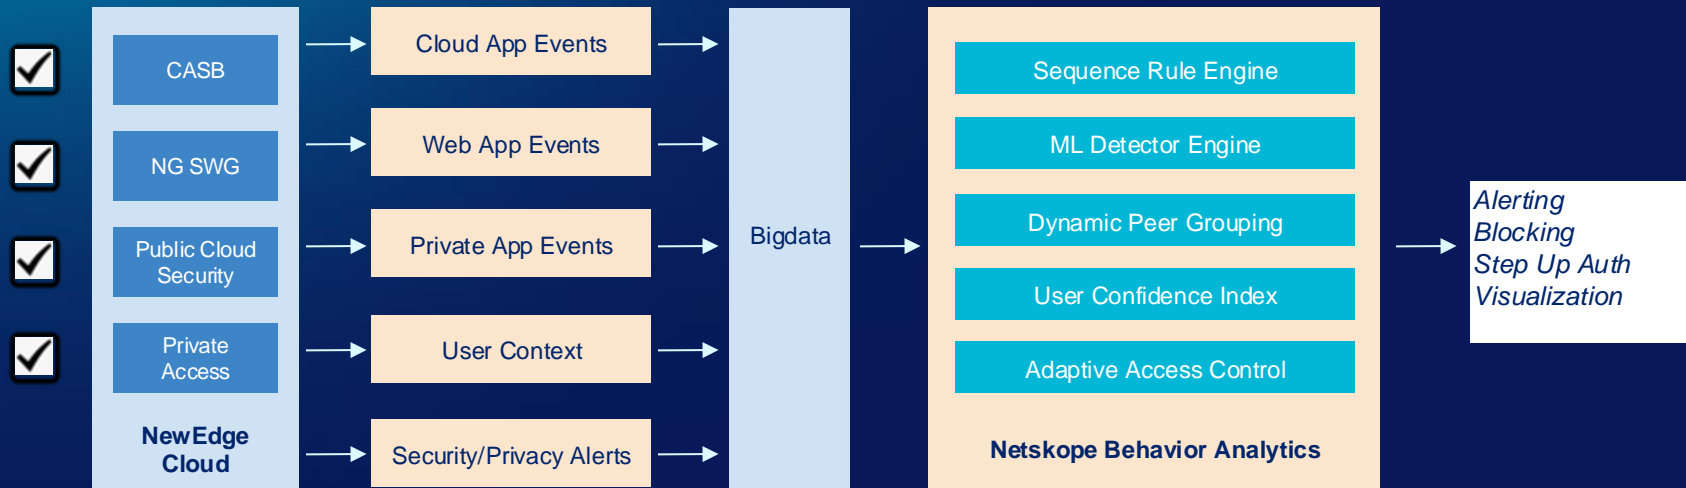 CASB
NG SWG
Public Cloud
Security
Private
Access
NewEdge
Cloud
Cloud App Events
Web App Events
Private App Events
User Context
Security/Privacy Alerts
Bigdata
Sequence Rule Engine
ML Detector Engine
Dynamic Peer Grouping
User Confidence Index
Adaptive Access Control
Netskope Behavior Analytics
Alerting
Blocking
Step Up Auth
Visualization